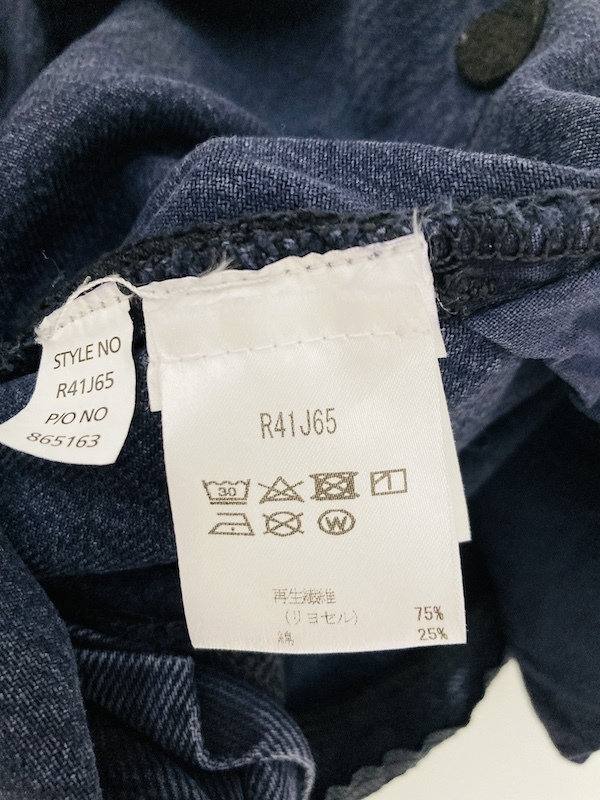 STYLE NO
R41J65
P/O NO
865163
R41J65
30
W
再生繊維
(リヨセル) 75%
綿 25%